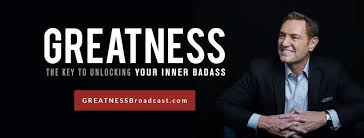 GREATNESS
THE KEY TO UNLOCKING YOUR INNER BADASS
GREATNESSBroadcast.com